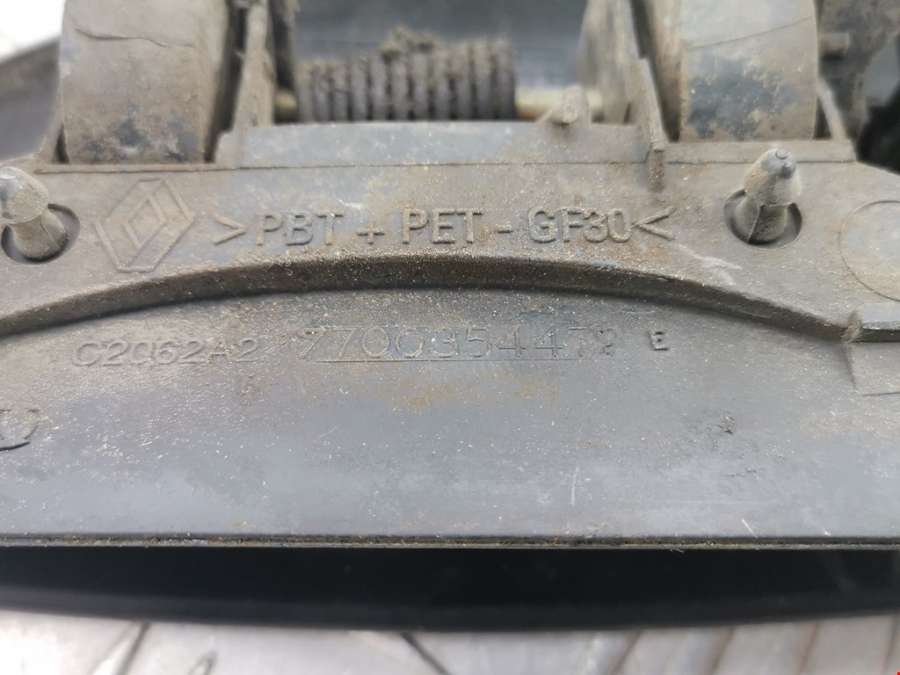 >PBT + PET - GF30<
C2062A2 7700354472 E